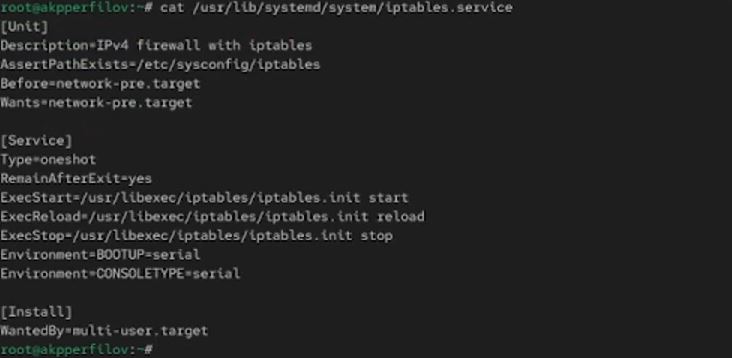 root@akpperfilov:~# cat /usr/lib/systemd/system/iptables.service
[Unit]
Description=IPv4 firewall with iptables
AssertPathExists=/etc/sysconfig/iptables
Before=network-pre.target
Wants=network-pre.target
[Service]
Type=oneshot
RemainAfterExit=yes
ExecStart=/usr/libexec/iptables/iptables.init start
ExecReload=/usr/libexec/iptables/iptables.init reload
ExecStop=/usr/libexec/iptables/iptables.init stop
Environment=BOOTUP=serial
Environment=CONSOLETYPE=serial
[Install]
WantedBy=multi-user.target
root@akpperfilov:~#